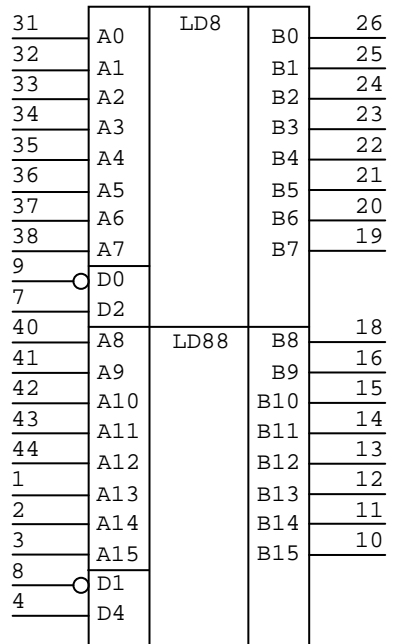 31 A0 LD8 B0 26
32 A1 B1 25
33 A2 B2 24
34 A3 B3 23
35 A4 B4 22
36 A5 B5 21
37 A6 B6 20
38 A7 B7 19
9 D0
7 D2
40 A8 LD88 B8 18
41 A9 B9 16
42 A10 B10 15
43 A11 B11 14
44 A12 B12 13
1 A13 B13 12
2 A14 B14 11
3 A15 B15 10
8 D1
4 D4